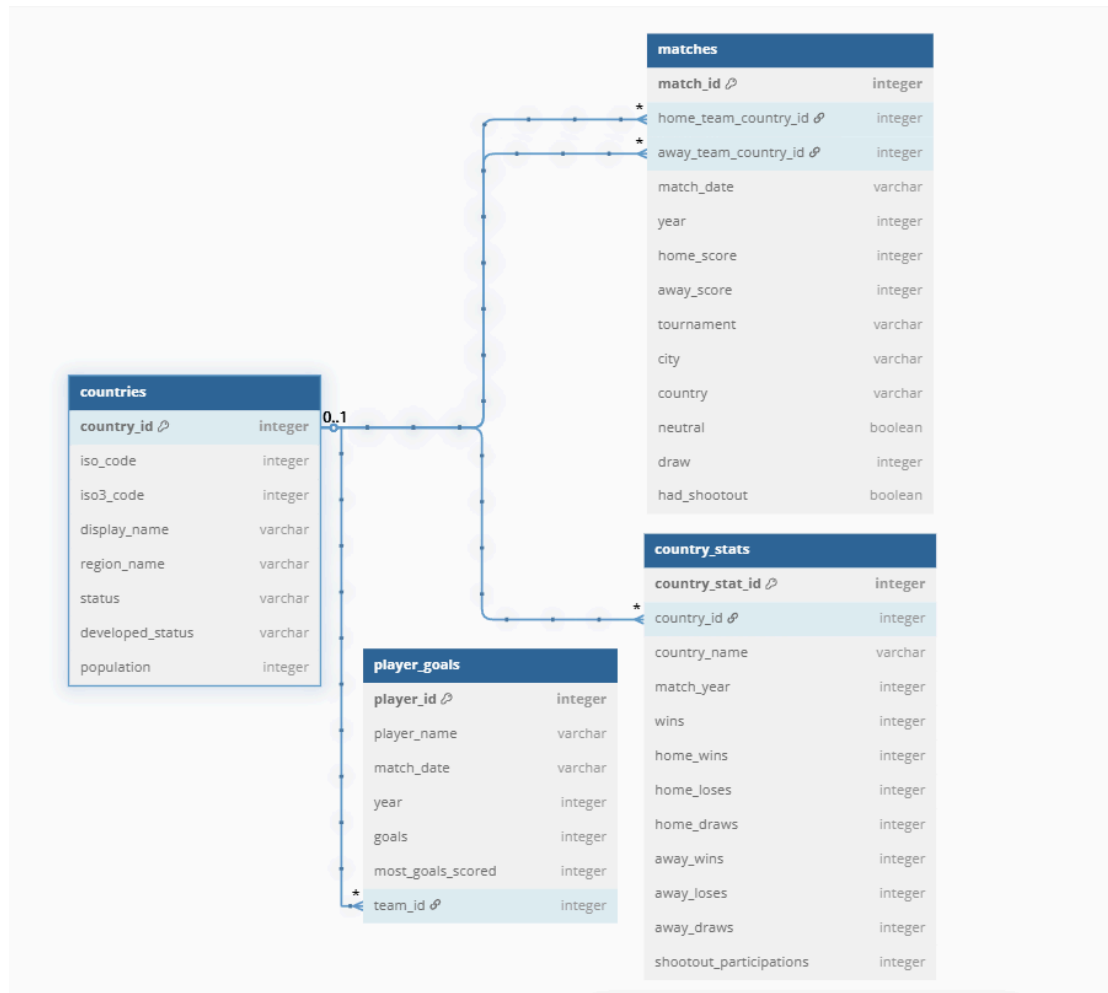 matches
match_id integer
home_team_country_id integer
away_team_country_id integer
match_date varchar
year integer
home_score integer
away_score integer
tournament varchar
city varchar
country varchar
neutral boolean
draw integer
had_shootout boolean
*
*
countries
country_id integer
iso_code integer
iso3_code integer
display_name varchar
region_name varchar
status varchar
developed_status varchar
population integer
0..1
country_stats
country_stat_id integer
country_id integer
country_name varchar
match_year integer
wins integer
home_wins integer
home_loses integer
home_draws integer
away_wins integer
away_loses integer
away_draws integer
shootout_participations integer
*
player_goals
player_id integer
player_name varchar
match_date varchar
year integer
goals integer
most_goals_scored integer
team_id integer
*